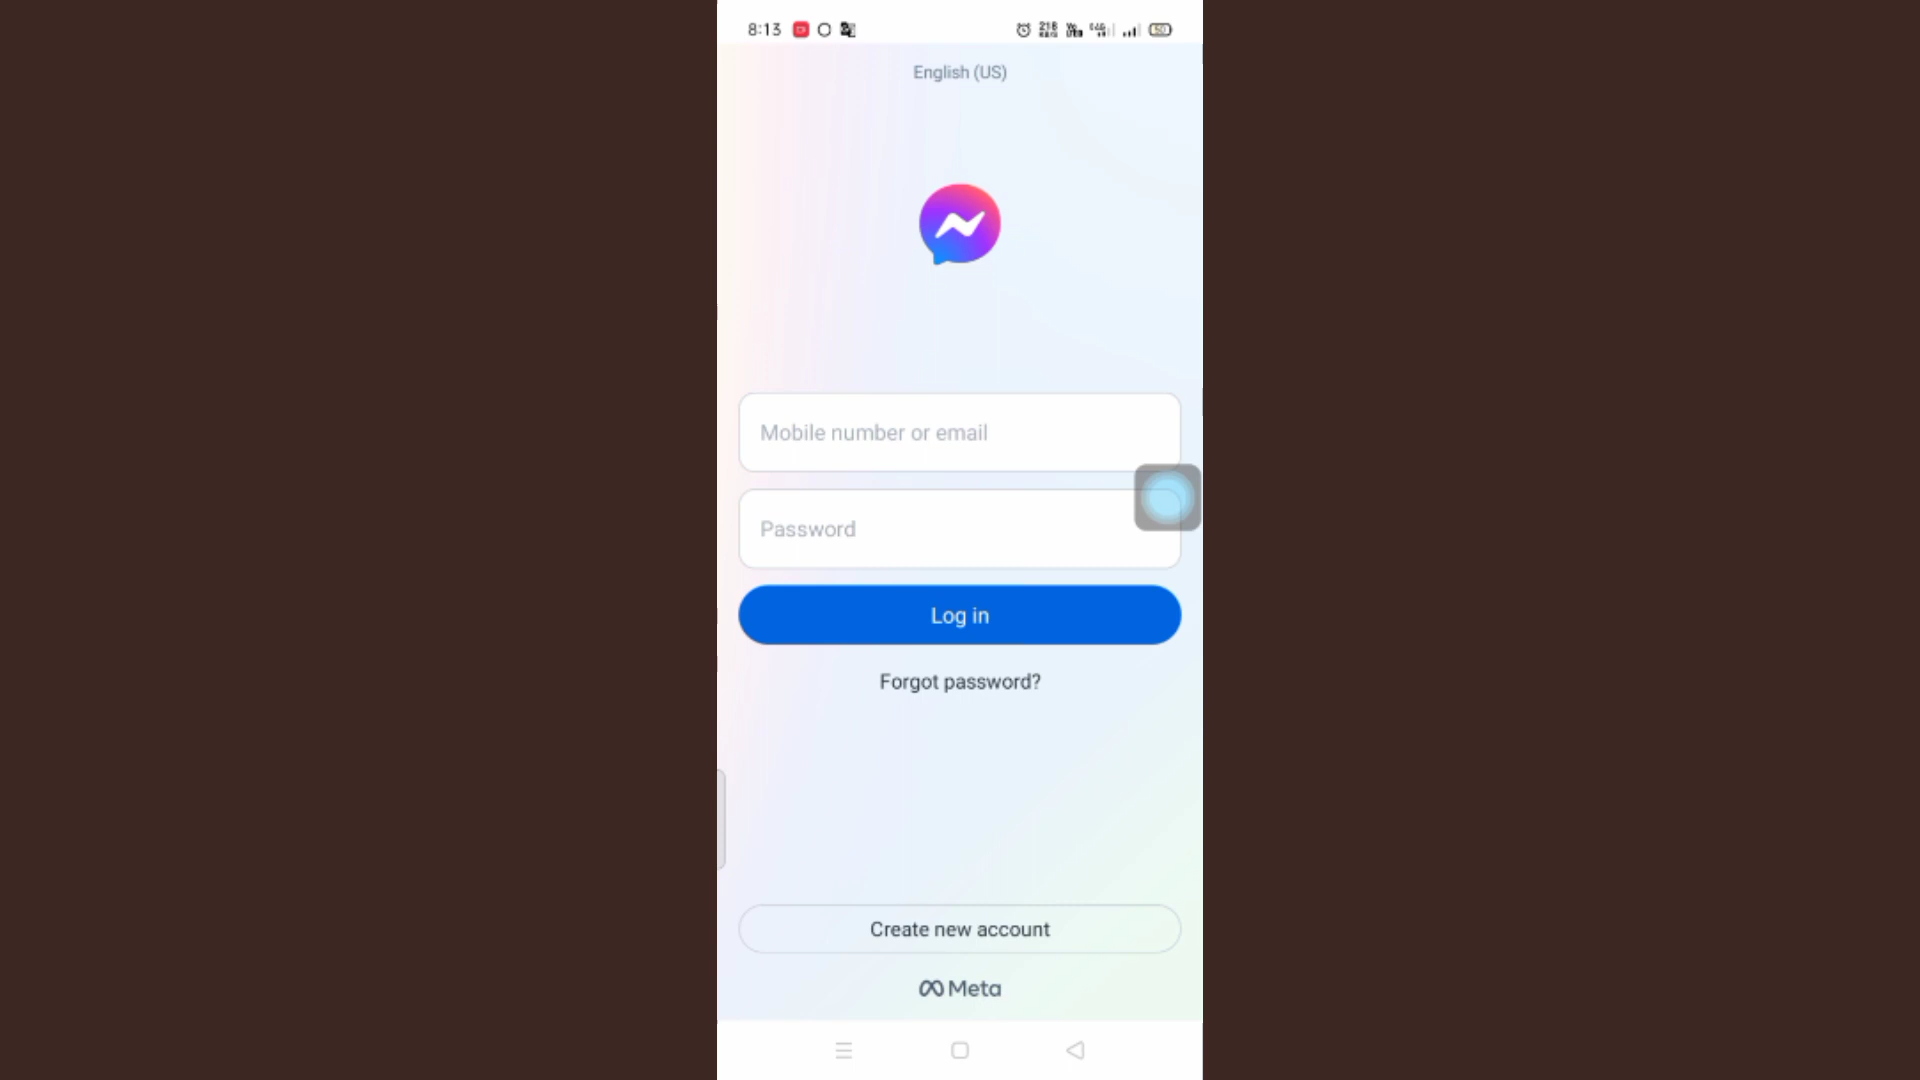 8:13
English (US)
Mobile number or email
Password
Log in
Forgot password?
Create new account
Meta